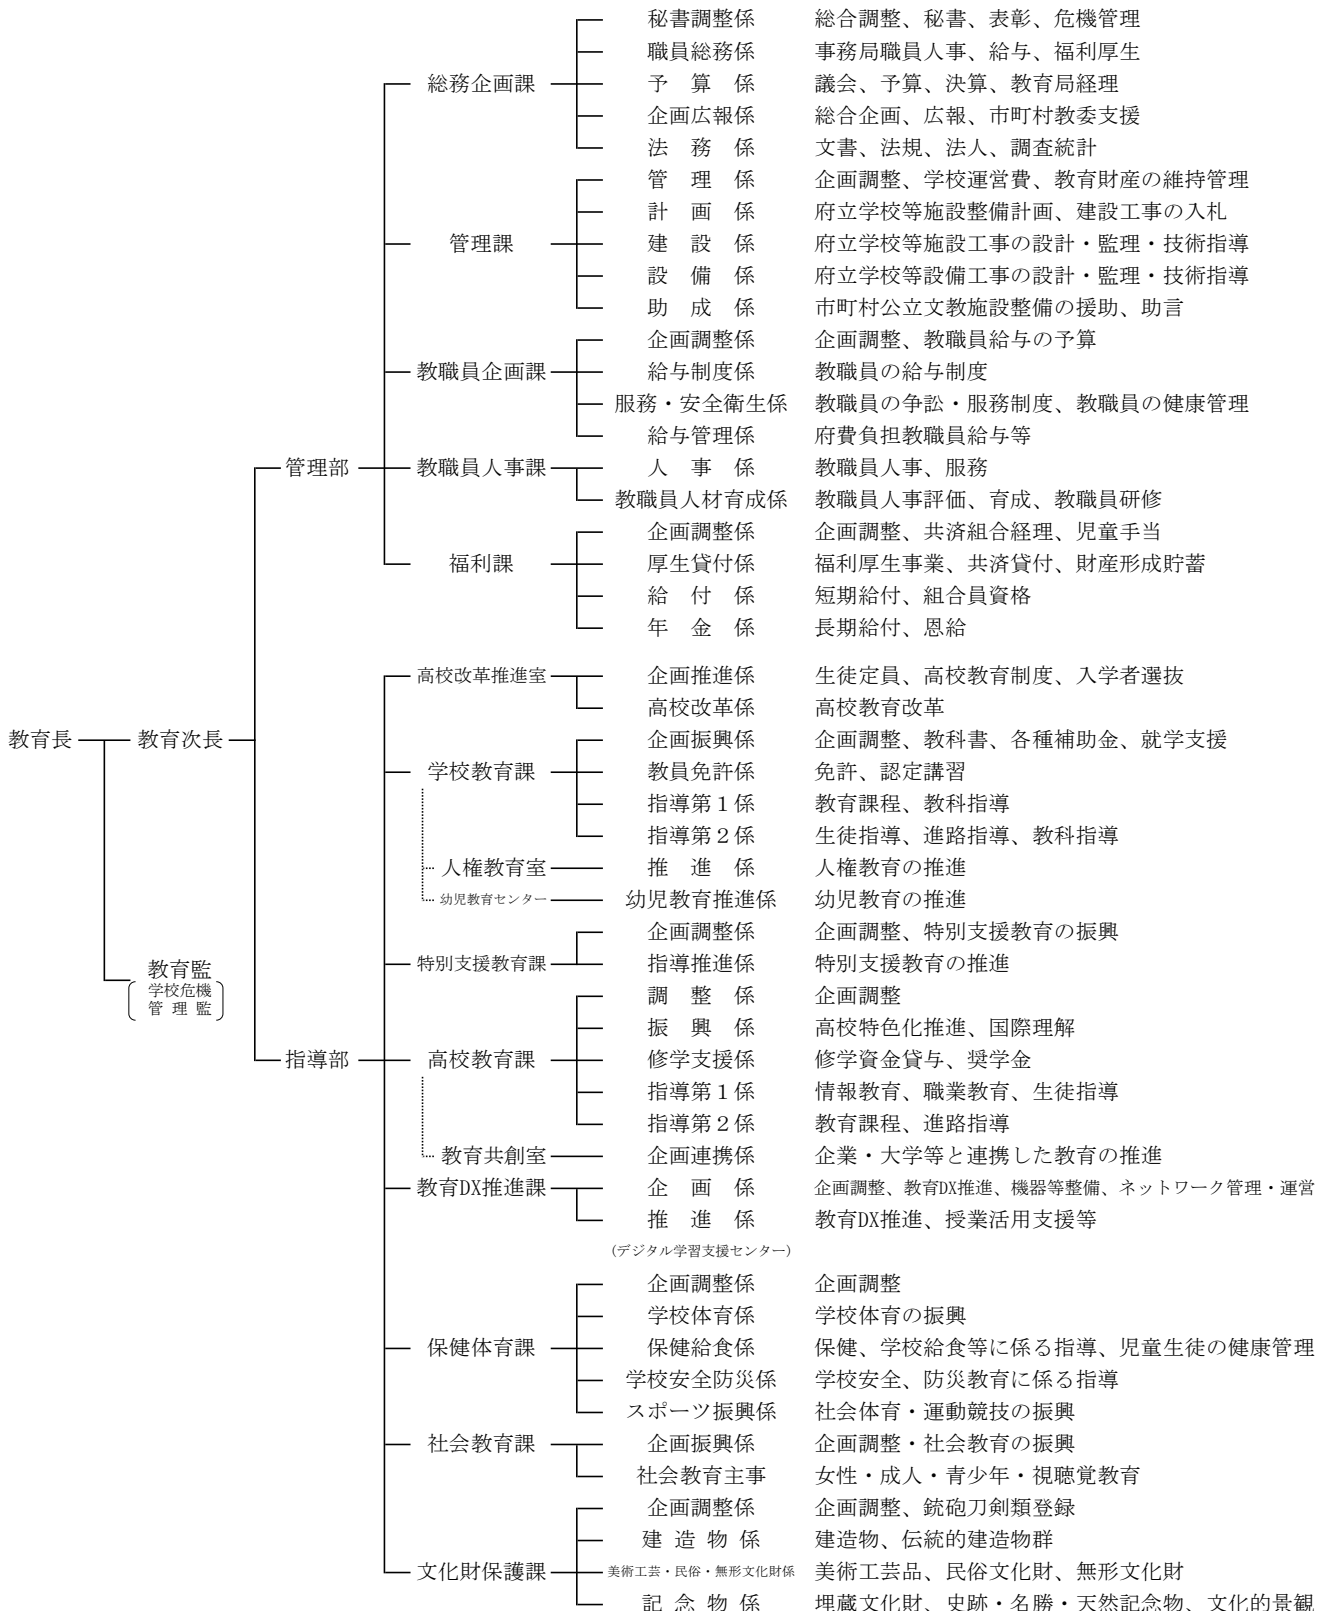 秘書調整係 総合調整、秘書、表彰、危機管理
職員総務係 事務局職員人事、給与、福利厚生
総務企画課 予算係 議会、予算、決算、教育局経理
企画広報係 総合企画、広報、市町村教委支援
法務係 文書、法規、法人、調査統計
管理係 企画調整、学校運営費、教育財産の維持管理
計画係 府立学校等施設整備計画、建設工事の入札
管理課 建設係 府立学校等施設工事の設計・監理・技術指導
設備係 府立学校等設備工事の設計・監理・技術指導
助成係 市町村公立文教施設整備の援助、助言
企画調整係 企画調整、教職員給与の予算
教職員企画課 給与制度係 教職員の給与制度
服務・安全衛生係 教職員の争訟・服務制度、教職員の健康管理
給与管理係 府費負担教職員給与等
管理部 教職員人事課 人事係 教職員人事、服務
教職員人材育成係 教職員人事評価、育成、教職員研修
企画調整係 企画調整、共済組合経理、児童手当
福利課 厚生貸付係 福利厚生事業、共済貸付、財産形成貯蓄
給付係 短期給付、組合員資格
年金係 長期給付、恩給
高校改革推進室 企画推進係 生徒定員、高校教育制度、入学者選抜
高校改革係 高校教育改革
教育長 教育次長 企画振興係 企画調整、教科書、各種補助金、就学支援
学校教育課 教員免許係 免許、認定講習
指導第１係 教育課程、教科指導
指導第２係 生徒指導、進路指導、教科指導
人権教育室 推進係 人権教育の推進
幼児教育センター 幼児教育推進係 幼児教育の推進
企画調整係 企画調整、特別支援教育の振興
教育監 特別支援教育課 指導推進係 特別支援教育の推進
学校危機
管理監
調整係 企画調整
振興係 高校特色化推進、国際理解
指導部 高校教育課 修学支援係 修学資金貸与、奨学金
指導第１係 情報教育、職業教育、生徒指導
指導第２係 教育課程、進路指導
教育共創室 企画連携係 企業・大学等と連携した教育の推進
教育DX推進課 企画係 企画調整、教育DX推進、機器等整備、ネットワーク管理・運営
推進係 教育DX推進、授業活用支援等
(デジタル学習支援センター)
企画調整係 企画調整
学校体育係 学校体育の振興
保健体育課 保健給食係 保健、学校給食等に係る指導、児童生徒の健康管理
学校安全防災係 学校安全、防災教育に係る指導
スポーツ振興係 社会体育・運動競技の振興
社会教育課 企画振興係 企画調整・社会教育の振興
社会教育主事 女性・成人・青少年・視聴覚教育
企画調整係 企画調整、銃砲刀剣類登録
建造物係 建造物、伝統的建造物群
文化財保護課 美術工芸・民俗・無形文化財係 美術工芸品、民俗文化財、無形文化財
記念物係 埋蔵文化財、史跡・名勝・天然記念物、文化的景観